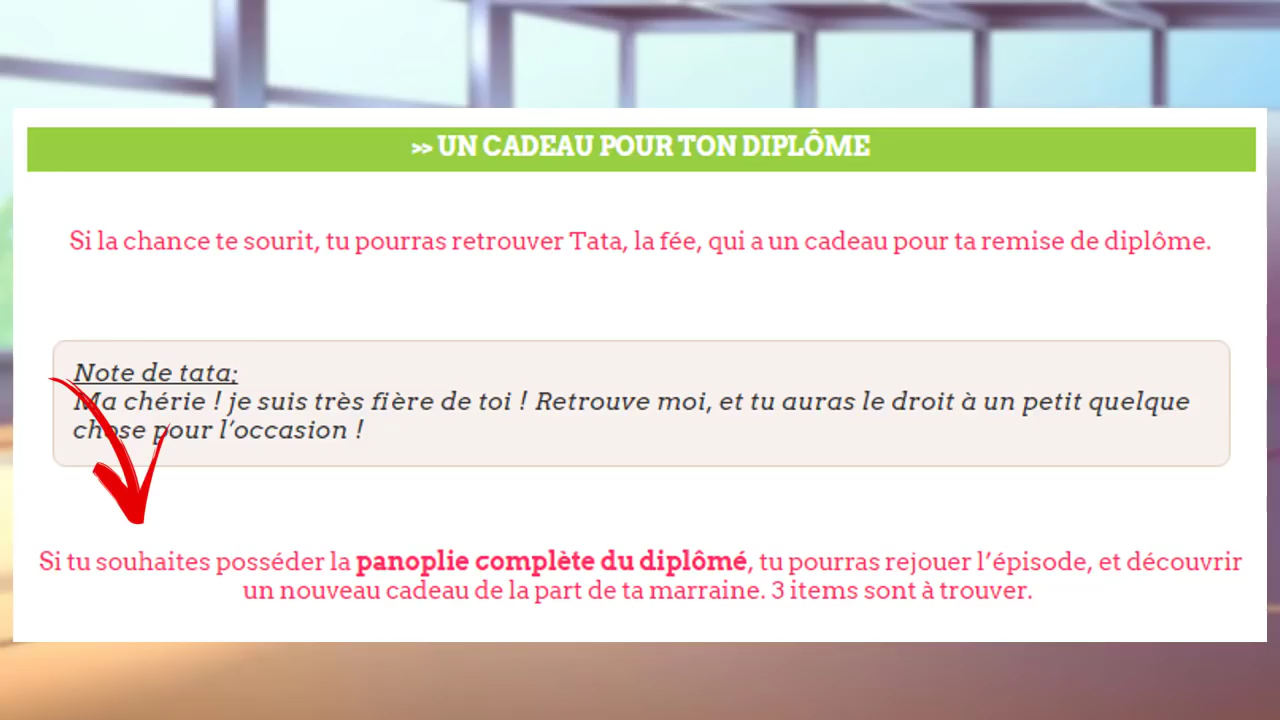 >> UN CADEAU POUR TON DIPLÔME
Si la chance te sourit, tu pourras retrouver Tata, la fée, qui a un cadeau pour ta remise de diplôme.
Note de tata;
Ma chérie ! je suis très fière de toi ! Retrouve moi, et tu auras le droit à un petit quelque
chose pour l’occasion !
Si tu souhaites posséder la panoplie complète du diplômé, tu pourras rejouer l’épisode, et découvrir
un nouveau cadeau de la part de ta marraine. 3 items sont à trouver.